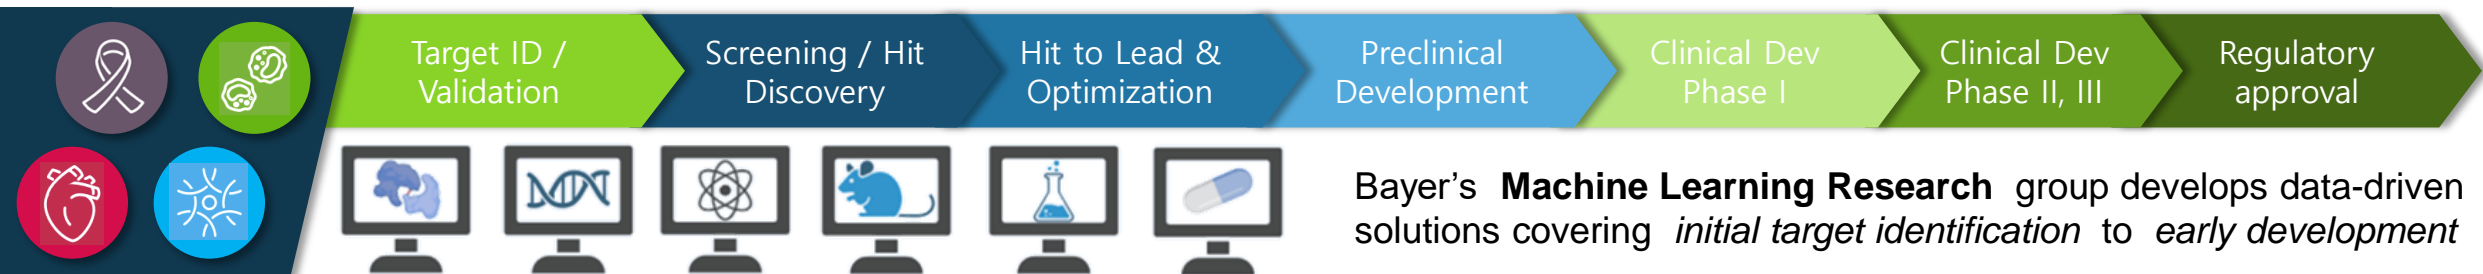 Target ID /
Validation
Screening / Hit
Discovery
Hit to Lead &
Optimization
Preclinical
Development
Clinical Dev
Phase I
Clinical Dev
Phase II, III
Regulatory
approval
Bayer’s Machine Learning Research group develops data-driven
solutions covering initial target identification to early development